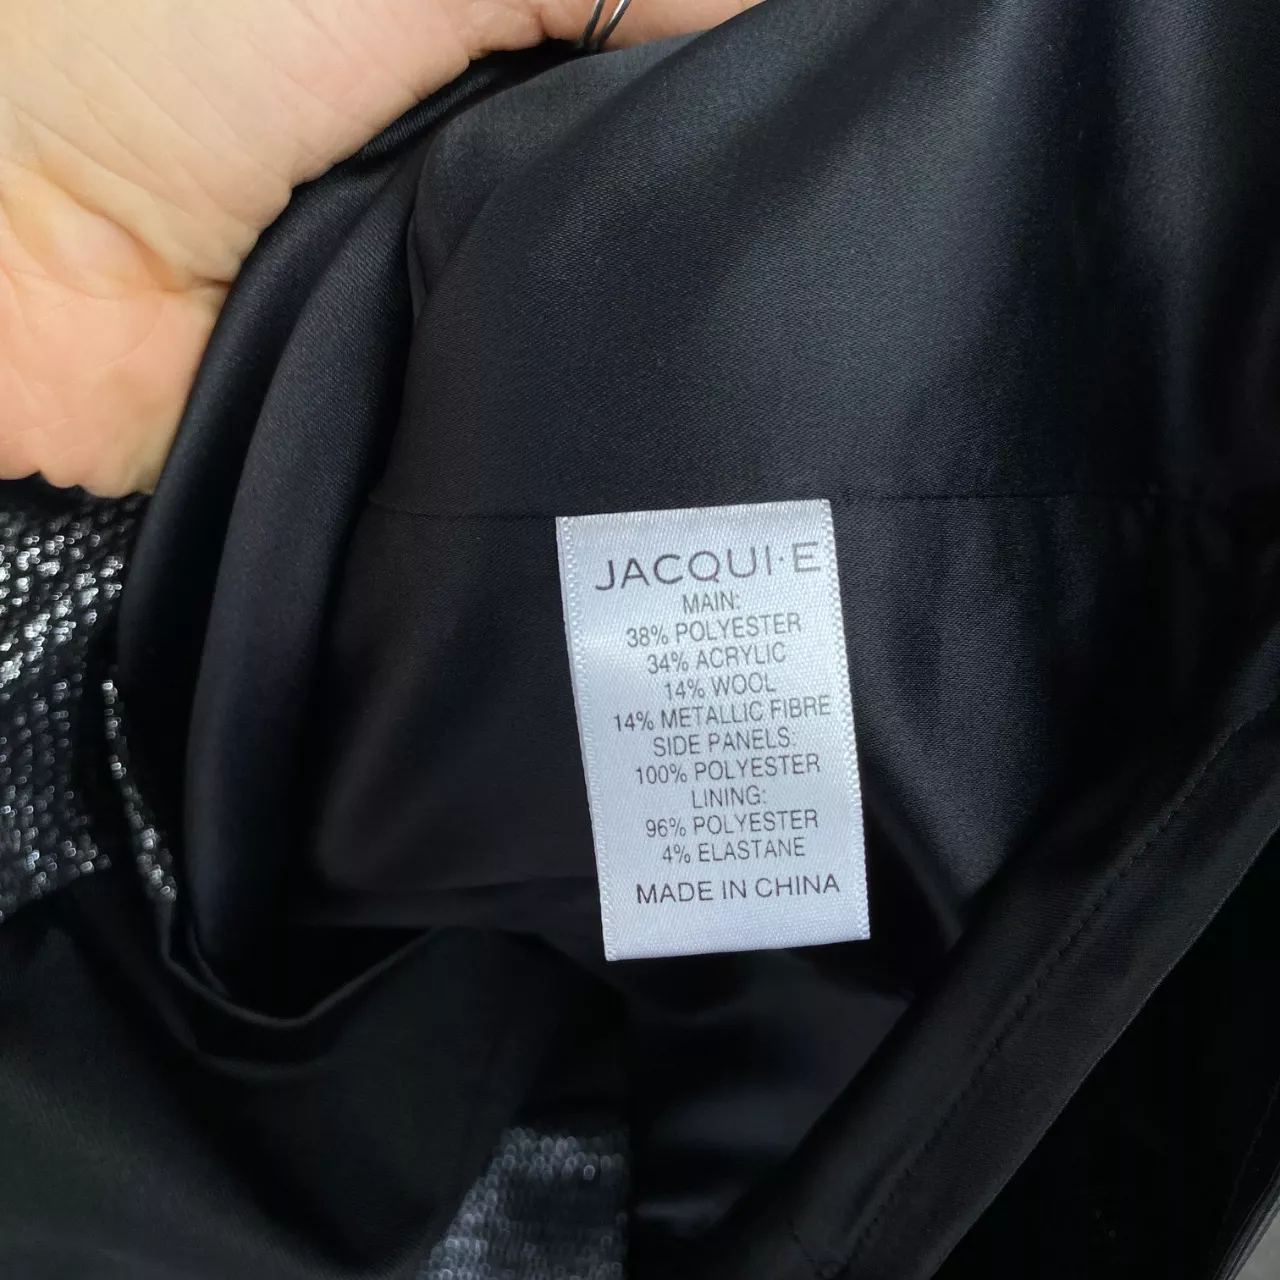 JACQUI·E
MAIN:
38% POLYESTER
34% ACRYLIC
14% WOOL
14% METALLIC FIBRE
SIDE PANELS:
100% POLYESTER
LINING:
96% POLYESTER
4% ELASTANE
MADE IN CHINA